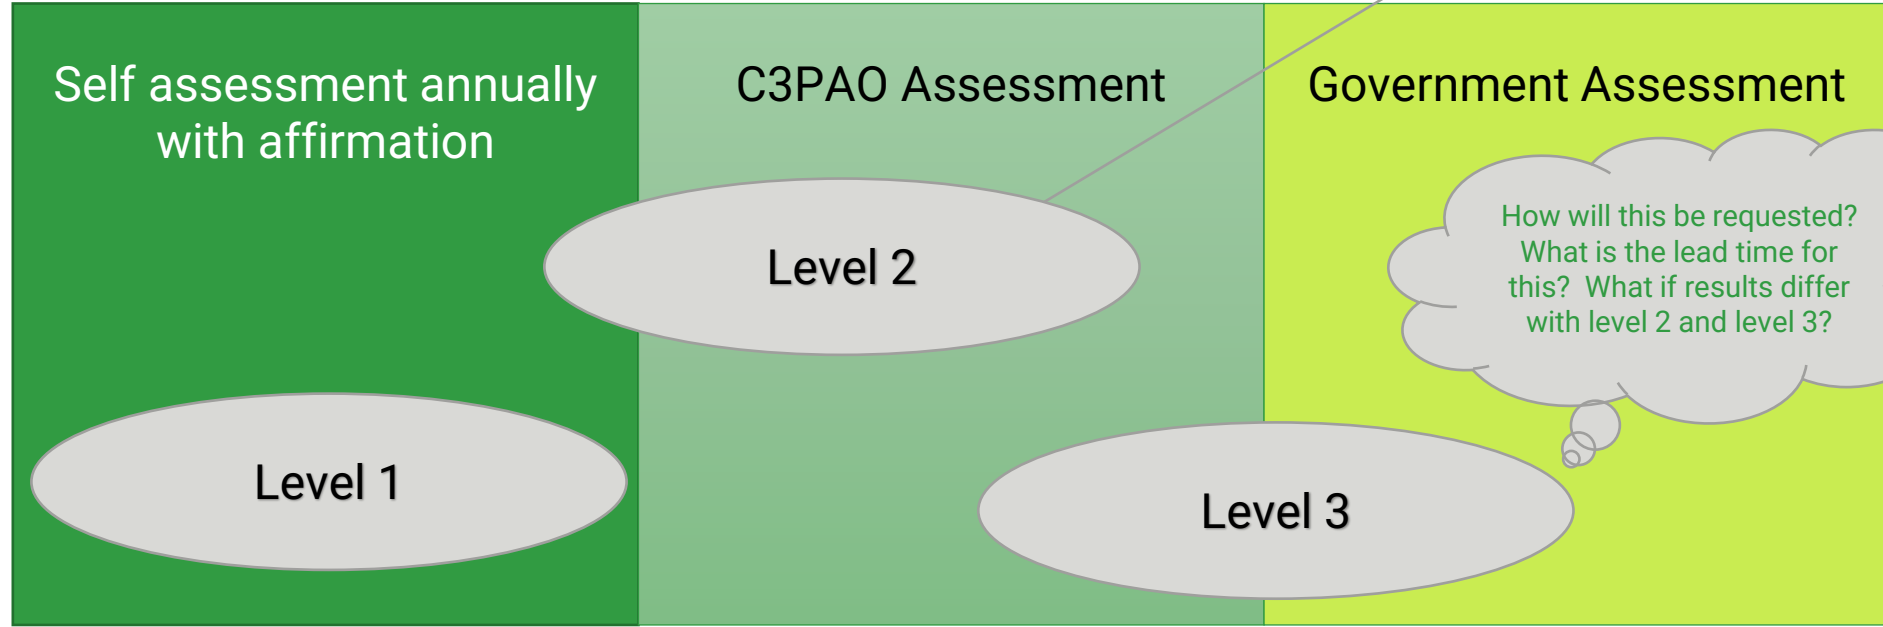 Self assessment annually
with affirmation
C3PAO Assessment
Government Assessment
How will this be requested?
What is the lead time for
this?  What if results differ
with level 2 and level 3?
Level 2
Level 1
Level 3